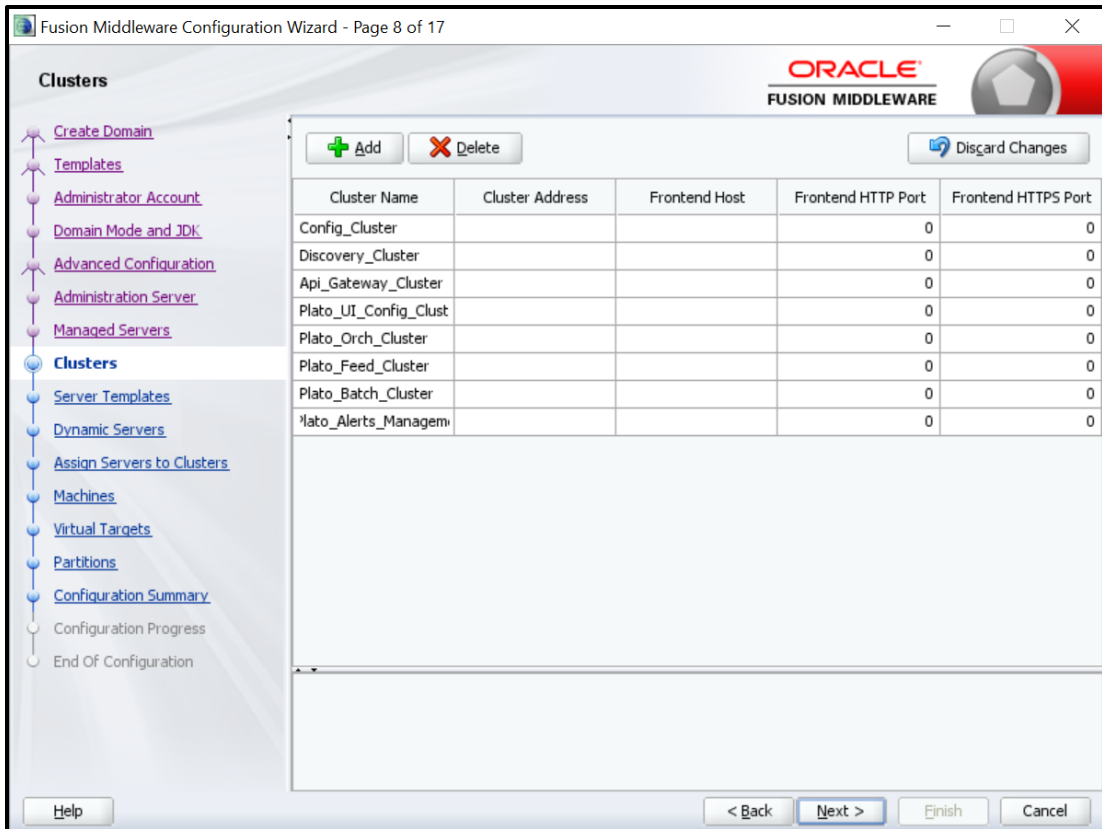 Fusion Middleware Configuration Wizard - Page 8 of 17
Clusters
ORACLE
FUSION MIDDLEWARE
Create Domain
Templates
Administrator Account
Domain Mode and JDK
Advanced Configuration
Administration Server
Managed Servers
Clusters
Server Templates
Dynamic Servers
Assign Servers to Clusters
Machines
Virtual Targets
Partitions
Configuration Summary
Configuration Progress
End Of Configuration
Add Delete Discard Changes
Cluster Name Cluster Address Frontend Host Frontend HTTP Port Frontend HTTPS Port
Config_Cluster 0 0
Discovery_Cluster 0 0
Api_Gateway_Cluster 0 0
Plato_UI_Config_Clust 0 0
Plato_Orch_Cluster 0 0
Plato_Feed_Cluster 0 0
Plato_Batch_Cluster 0 0
Plato_Alerts_Managem 0 0
Help < Back Next > Finish Cancel